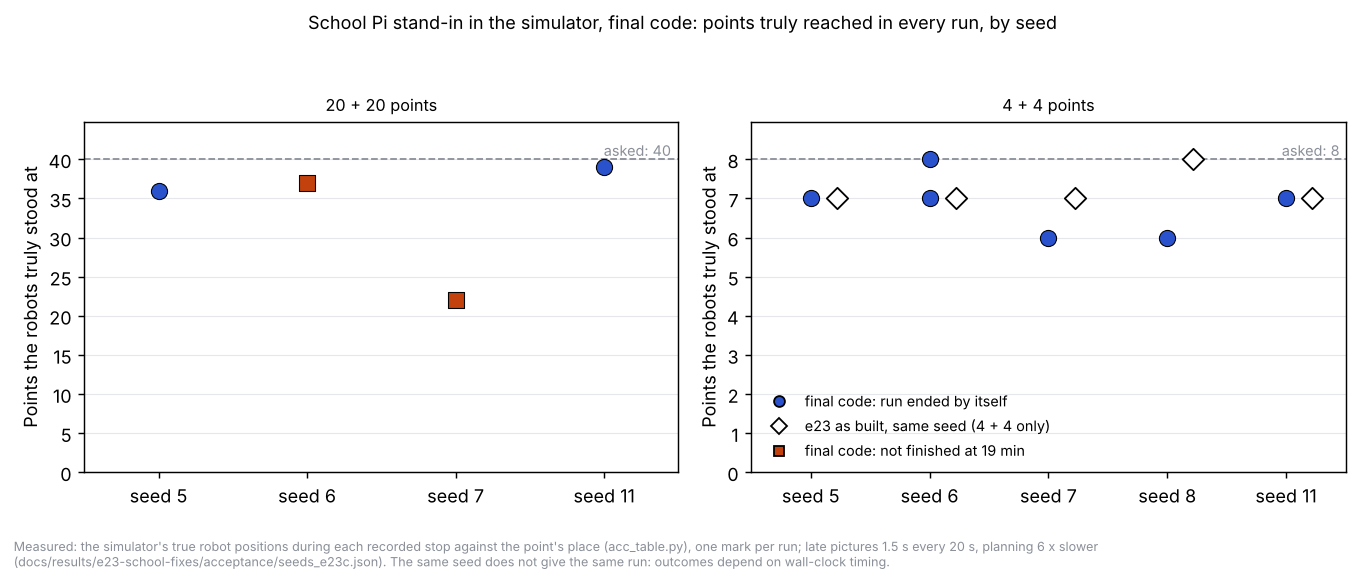 School Pi stand-in in the simulator, final code: points truly reached in every run, by seed
20 + 20 points
Points the robots truly stood at
40
35
30
25
20
15
10
5
0
asked: 40
seed 5
seed 6
seed 7
seed 11
4 + 4 points
Points the robots truly stood at
8
7
6
5
4
3
2
1
0
asked: 8
final code: run ended by itself
e23 as built, same seed (4 + 4 only)
final code: not finished at 19 min
seed 5
seed 6
seed 7
seed 8
seed 11
Measured: the simulator's true robot positions during each recorded stop against the point's place (acc_table.py), one mark per run; late pictures 1.5 s every 20 s, planning 6 x slower
(docs/results/e23-school-fixes/acceptance/seeds_e23c.json). The same seed does not give the same run: outcomes depend on wall-clock timing.